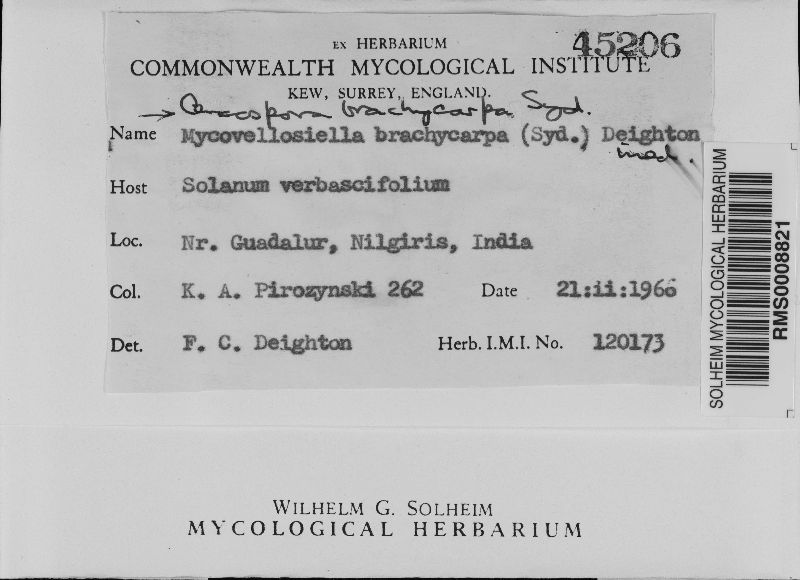 45206
EX HERBARIUM
COMMONWEALTH MYCOLOGICAL INSTITUTE
KEW, SURREY, ENGLAND.
→ Cercospora brachycarpa Syd.
Name Mycovellosiella brachycarpa (Syd.) Deighton
ined.
Host Solanum verbascifolium
Loc. Nr. Guadalur, Nilgiris, India
Col. K. A. Pirozynski 262 Date 21:ii:1966
Det. F. C. Deighton Herb. I.M.I. No. 120173
SOLHEIM MYCOLOGICAL HERBARIUM
RMS0008821
WILHELM G. SOLHEIM
MYCOLOGICAL HERBARIUM